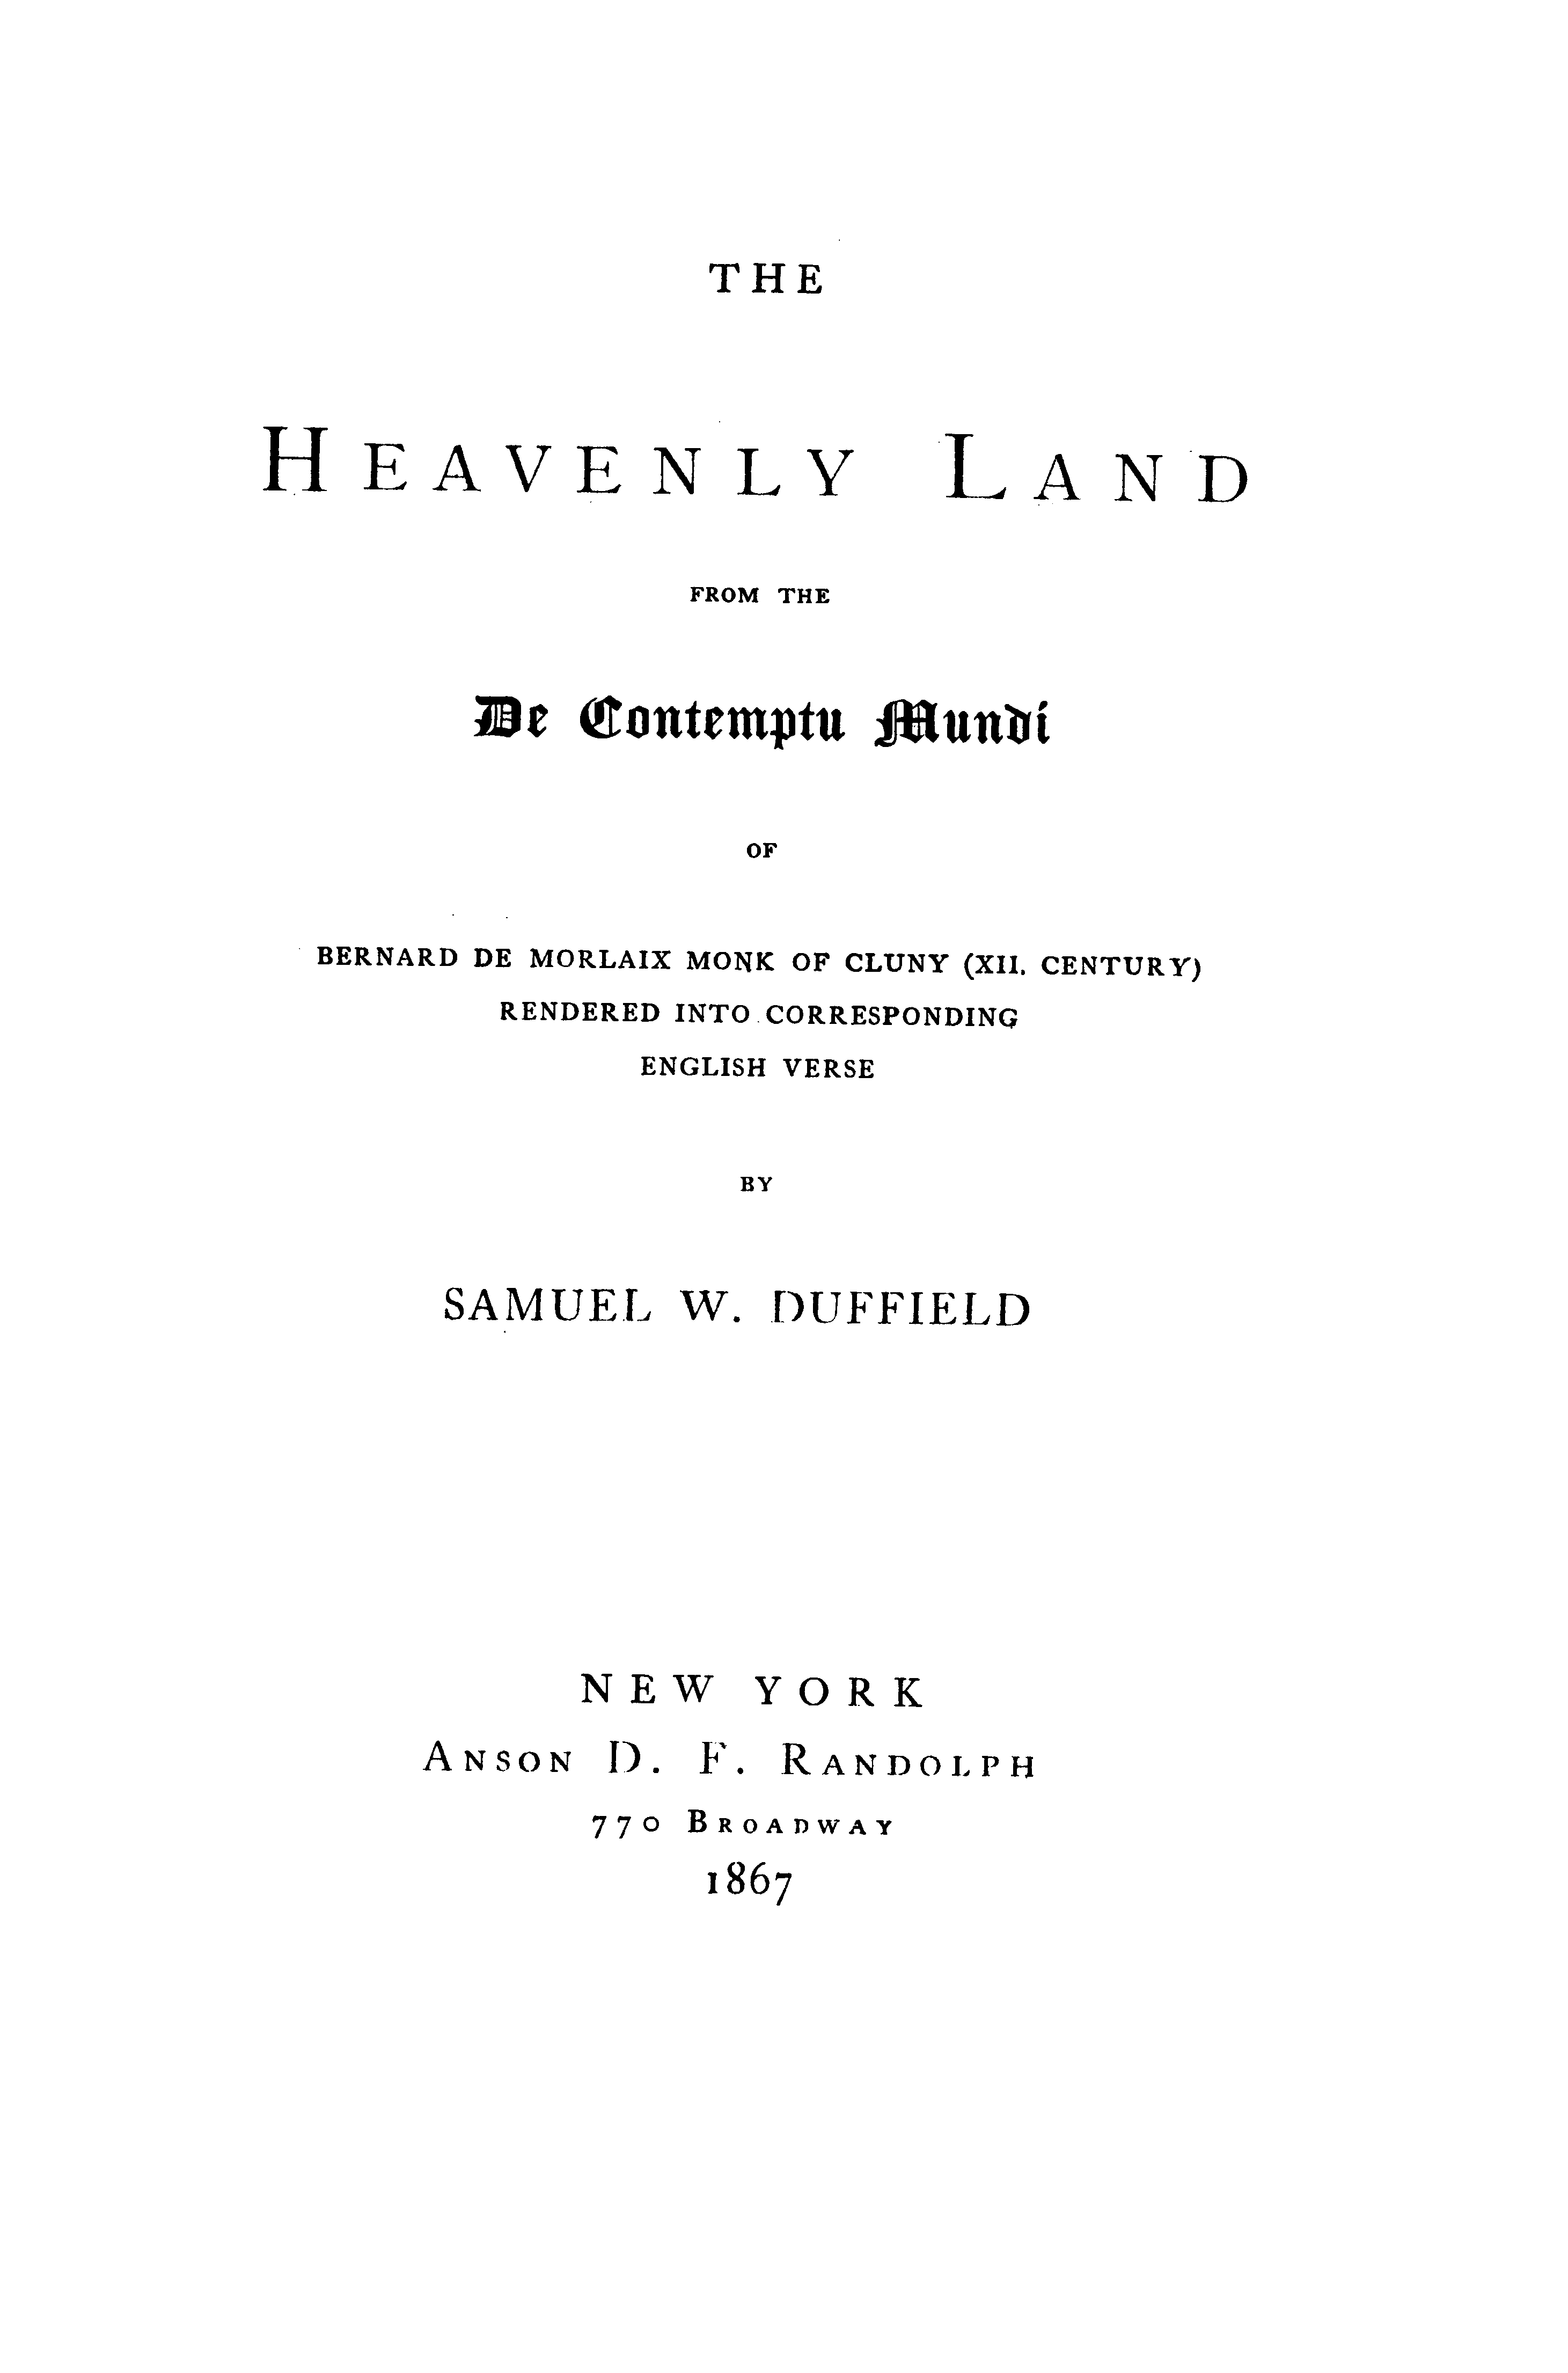 THE
HEAVENLY LAND
FROM THE
De Contemptu Mundi
OF
BERNARD DE MORLAIX MONK OF CLUNY (XII. CENTURY)
RENDERED INTO CORRESPONDING
ENGLISH VERSE
BY
SAMUEL W. DUFFIELD
NEW YORK
ANSON D. F. RANDOLPH
770 BROADWAY
1867